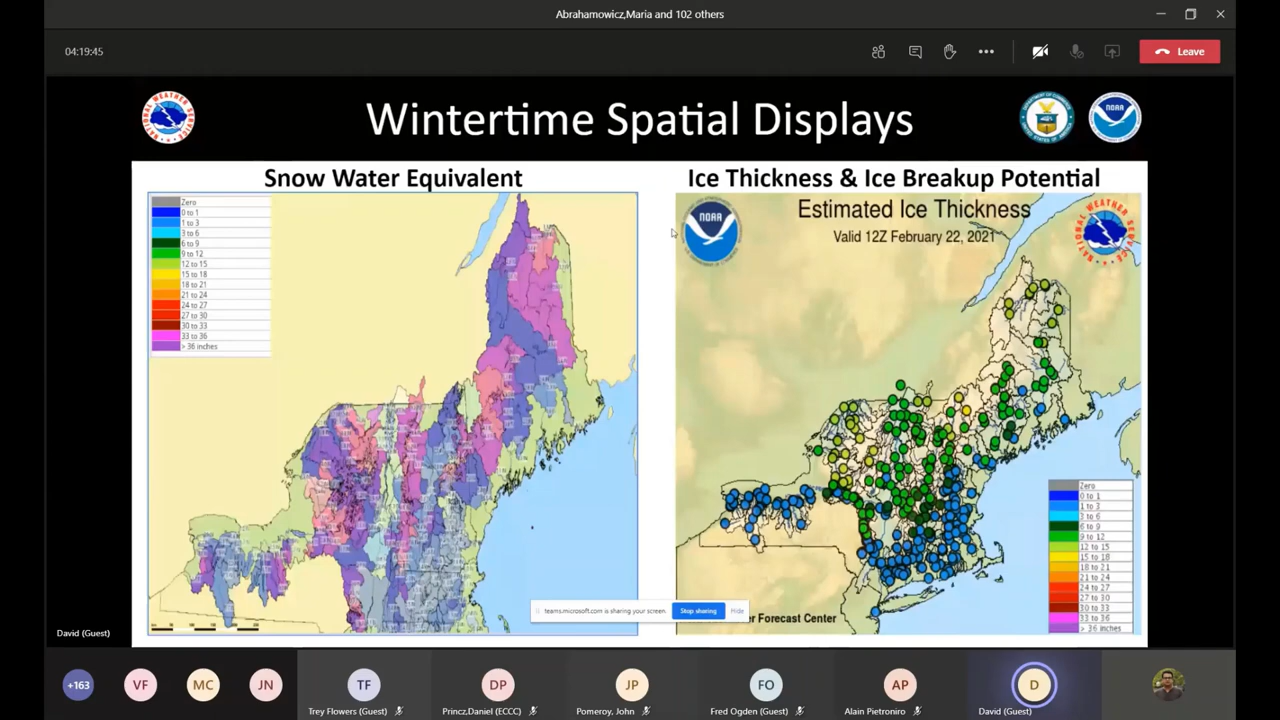 Abrahamowicz,Maria and 102 others
04:19:45
Leave
Wintertime Spatial Displays
NATIONAL WEATHER SERVICE
NOAA
Snow Water Equivalent
Zero
0 to 1
1 to 3
3 to 6
6 to 9
9 to 12
12 to 15
15 to 18
18 to 21
21 to 24
24 to 27
27 to 30
30 to 33
33 to 36
> 36 inches
Ice Thickness & Ice Breakup Potential
NOAA
Estimated Ice Thickness
Valid 12Z February 22, 2021
Zero
0 to 1
1 to 3
3 to 6
6 to 9
9 to 12
12 to 15
15 to 18
18 to 21
21 to 24
24 to 27
27 to 30
30 to 33
33 to 36
> 36 inches
teams.microsoft.com is sharing your screen.
Stop sharing
Hide
er Forecast Center
David (Guest)
+163
VF
MC
JN
TF
Trey Flowers (Guest)
DP
Princz,Daniel (ECCC)
JP
Pomeroy, John
FO
Fred Ogden (Guest)
AP
Alain Pietroniro
D
David (Guest)